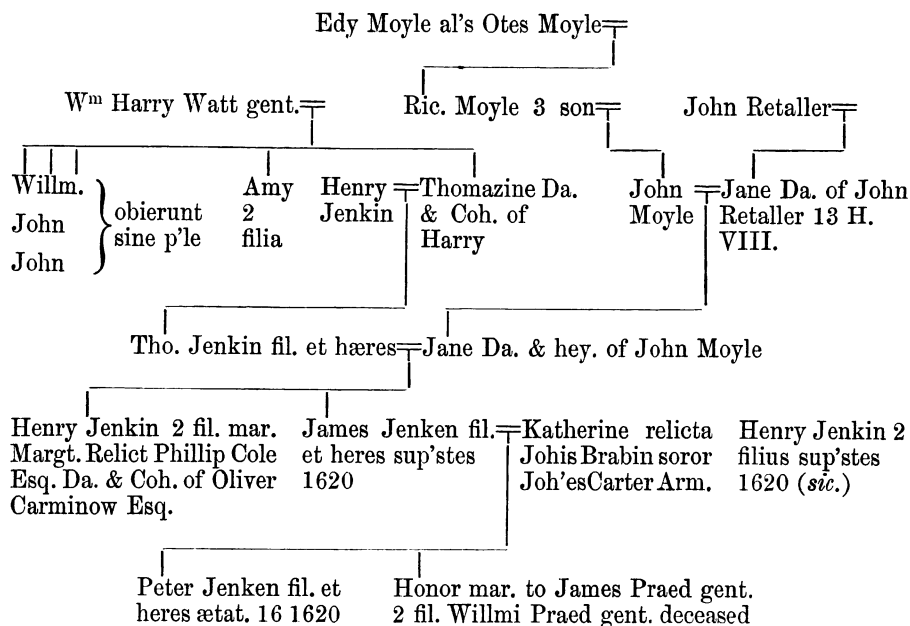 Edy Moyle al's Otes Moyle
Wm Harry Watt gent.
Ric. Moyle 3 son
John Retaller
Willm.
John
John
obierunt
sine p'le
Amy
2
filia
Henry
Jenkin
Thomazine Da.
& Coh. of
Harry
John
Moyle
Jane Da. of John
Retaller 13 H.
VIII.
Tho. Jenkin fil. et hæres
Jane Da. & hey. of John Moyle
Henry Jenkin 2 fil. mar.
Margt. Relict Phillip Cole
Esq. Da. & Coh. of Oliver
Carminow Esq.
James Jenken fil.
et heres sup'stes
1620
Katherine relicta
Johis Brabin soror
Joh'es Carter Arm.
Henry Jenkin 2
filius sup'stes
1620 (sic.)
Peter Jenken fil. et
heres ætat. 16 1620
Honor mar. to James Praed gent.
2 fil. Willmi Praed gent. deceased